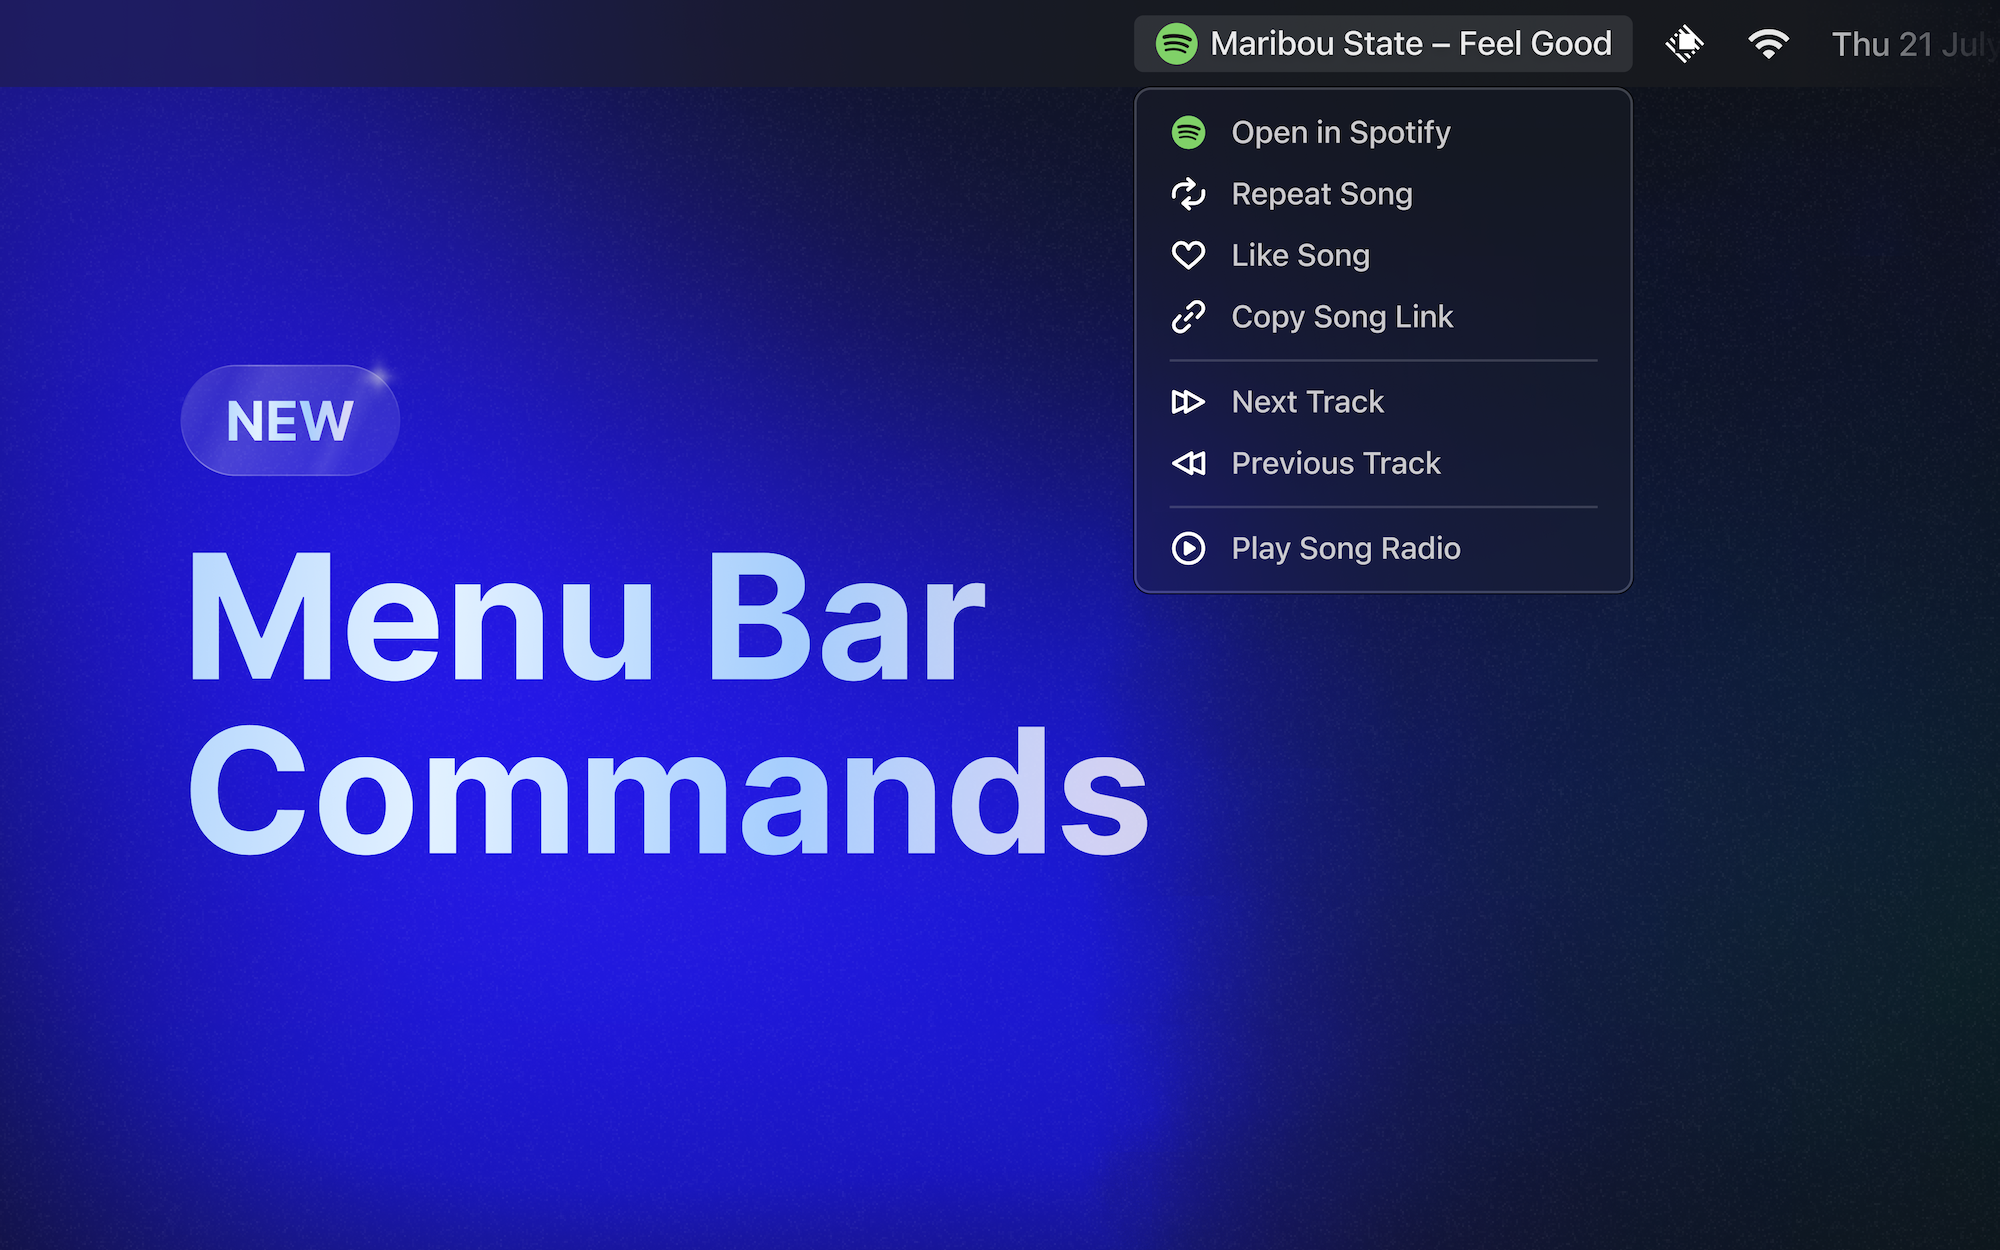 Maribou State – Feel Good
Thu 21 July
Open in Spotify
Repeat Song
Like Song
Copy Song Link
Next Track
Previous Track
Play Song Radio
NEW
Menu Bar
Commands